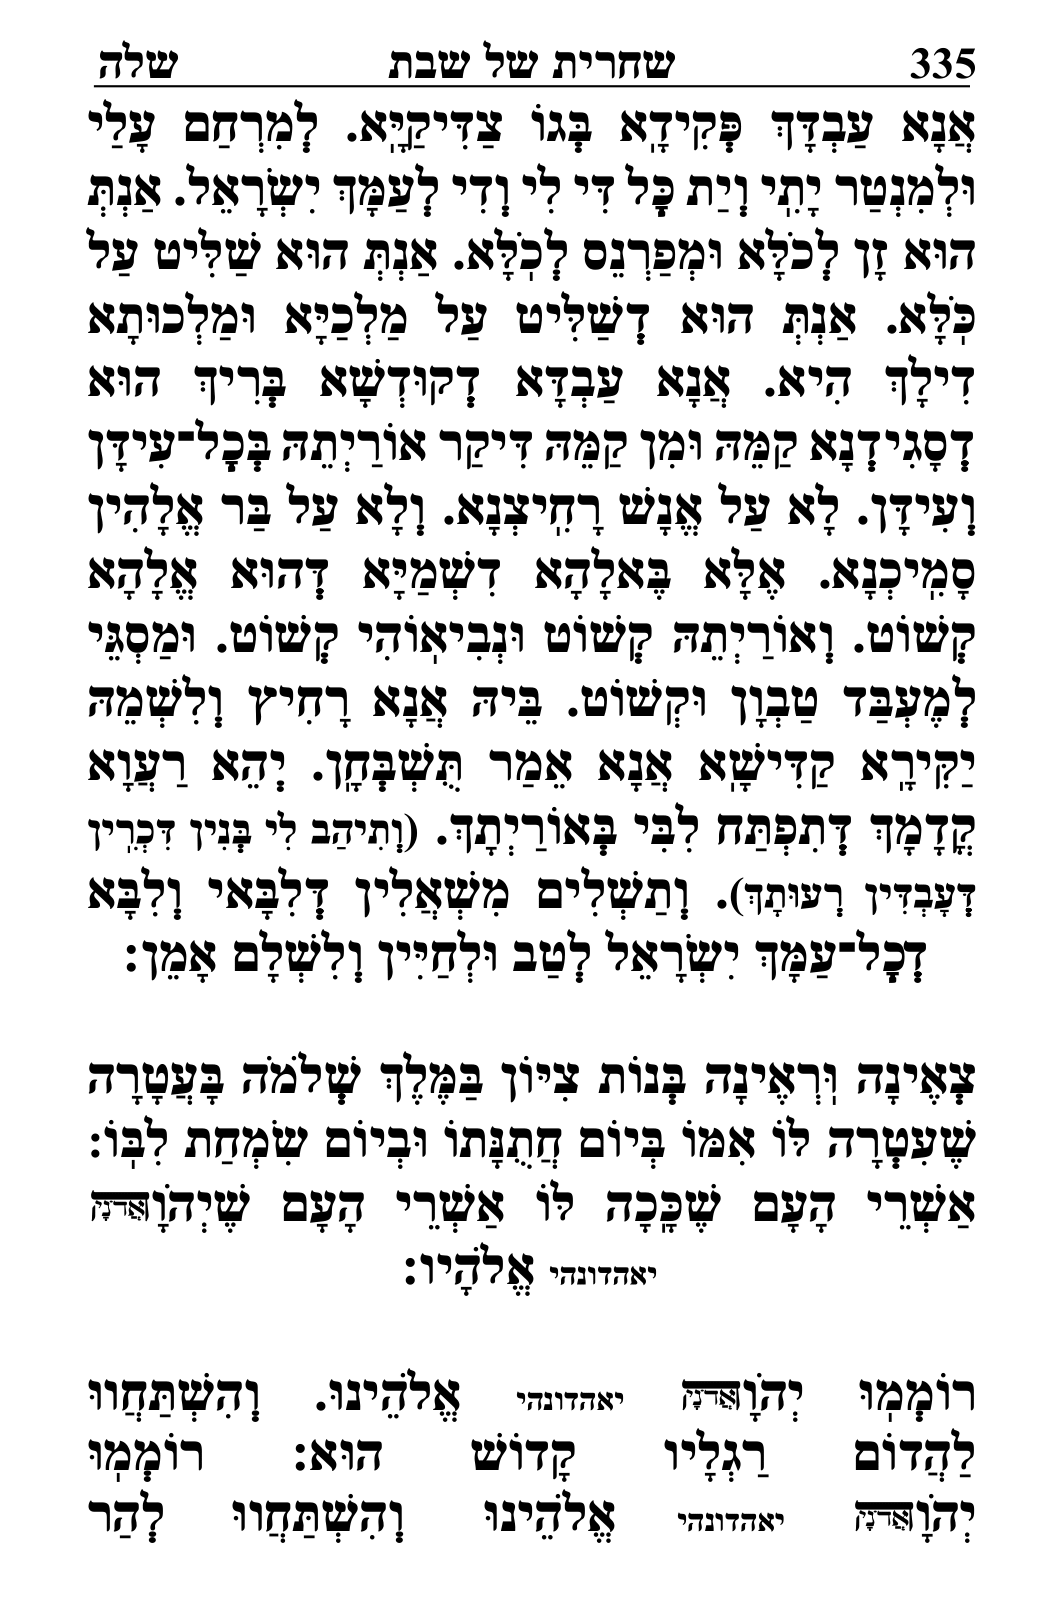 335 שחרית של שבת שלה
אֲנָא עַבְדָּךְ פְּקִידָא בְּגוֹ צַדִּיקַיָּא. לְמִרְחַם עָלַי
וּלְמִנְטַר יָתִי וְיַת כָּל דִּי לִי וְדִי לְעַמָּךְ יִשְׂרָאֵל. אַנְתְּ
הוּא זָן לְכֹלָּא וּמְפַרְנֵס לְכֹלָּא. אַנְתְּ הוּא שַׁלִּיט עַל
כֹּלָּא. אַנְתְּ הוּא דְשַׁלִּיט עַל מַלְכַיָּא וּמַלְכוּתָא
דִילָךְ הִיא. אֲנָא עַבְדָּא דְקוּדְשָׁא בְּרִיךְ הוּא
דְסָגִידְנָא קַמֵּהּ וּמִן קַמֵּהּ דִּיקַר אוֹרַיְתֵהּ בְּכָל־עִידָּן
וְעִידָּן. לָא עַל אֱנָשׁ רָחִיצְנָא. וְלָא עַל בַּר אֱלָהִין
סָמִיכְנָא. אֶלָּא בֶּאלָהָא דִשְׁמַיָּא דְּהוּא אֱלָהָא
קְשׁוֹט. וְאוֹרַיְתֵהּ קְשׁוֹט וּנְבִיאוֹהִי קְשׁוֹט. וּמַסְגֵּי
לְמֶעְבַּד טַבְוָן וּקְשׁוֹט. בֵּיהּ אֲנָא רָחִיץ וְלִשְׁמֵהּ
יַקִּירָא קַדִּישָׁא אֲנָא אֵמַר תֻּשְׁבְּחָן. יְהֵא רַעֲוָא
קֳדָמָךְ דְּתִפְתַּח לִבִּי בְּאוֹרַיְתָךְ. (וְתִיהַב לִי בְּנִין דִּכְרִין
דְּעָבְדִּין רְעוּתָךְ). וְתַשְׁלִים מִשְׁאֲלִין דְּלִבָּאי וְלִבָּא
דְכָל־עַמָּךְ יִשְׂרָאֵל לְטַב וּלְחַיִּין וְלִשְׁלָם אָמֵן:
צְאֶינָה וּרְאֶינָה בְּנוֹת צִיּוֹן בַּמֶּלֶךְ שְׁלֹמֹה בָּעֲטָרָה
שֶׁעִטְּרָה לּוֹ אִמּוֹ בְּיוֹם חֲתֻנָּתוֹ וּבְיוֹם שִׂמְחַת לִבּוֹ:
אַשְׁרֵי הָעָם שֶׁכָּכָה לּוֹ אַשְׁרֵי הָעָם שֶׁיְהֹוָאֲדֹנָי
יאהדונהי אֱלֹהָיו:
רוֹמְמוּ יְהֹוָאֲדֹנָי יאהדונהי אֱלֹהֵינוּ. וְהִשְׁתַּחֲווּ
לַהֲדוֹם רַגְלָיו קָדוֹשׁ הוּא: רוֹמְמוּ
יְהֹוָאֲדֹנָי יאהדונהי אֱלֹהֵינוּ וְהִשְׁתַּחֲווּ לְהַר